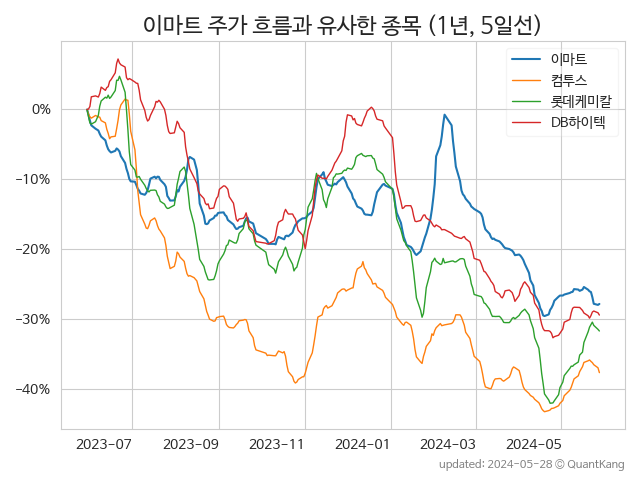 이마트 주가 흐름과 유사한 종목 (1년, 5일선)
이마트
컴투스
롯데케미칼
DB하이텍
0%
−10%
−20%
−30%
−40%
2023-07 2023-09 2023-11 2024-01 2024-03 2024-05
updated: 2024-05-28 © QuantKang